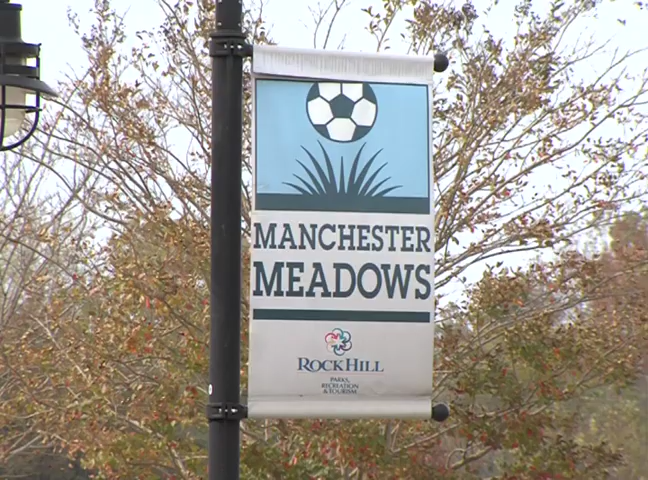 MANCHESTER
MEADOWS
ROCK HILL
PARKS,
RECREATION
& TOURISM